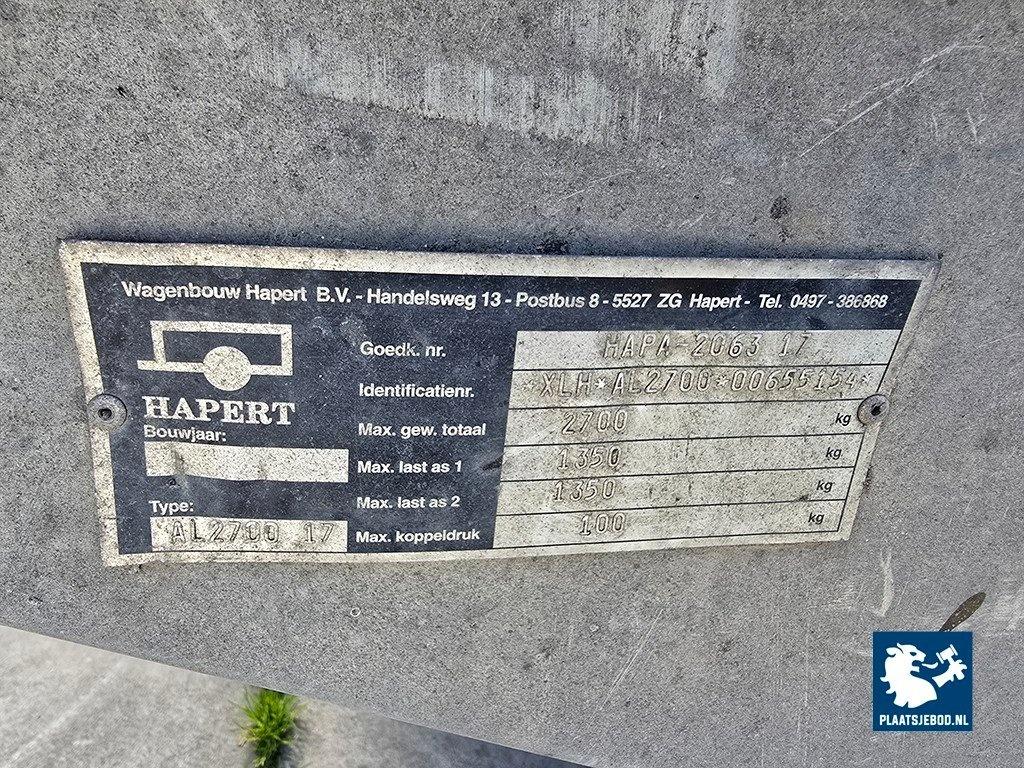 Wagenbouw Hapert B.V. - Handelsweg 13 - Postbus 8 - 5527 ZG Hapert - Tel. 0497 - 386868
HAPERT
Bouwjaar:
Type:
AL2700 17
Goedk. nr. HAPA-2063 17
Identificatienr. *XLH*AL2700*00655154*
Max. gew. totaal 2700 kg
Max. last as 1 1350 kg
Max. last as 2 1350 kg
Max. koppeldruk 100 kg
PLAATSJEBOD.NL